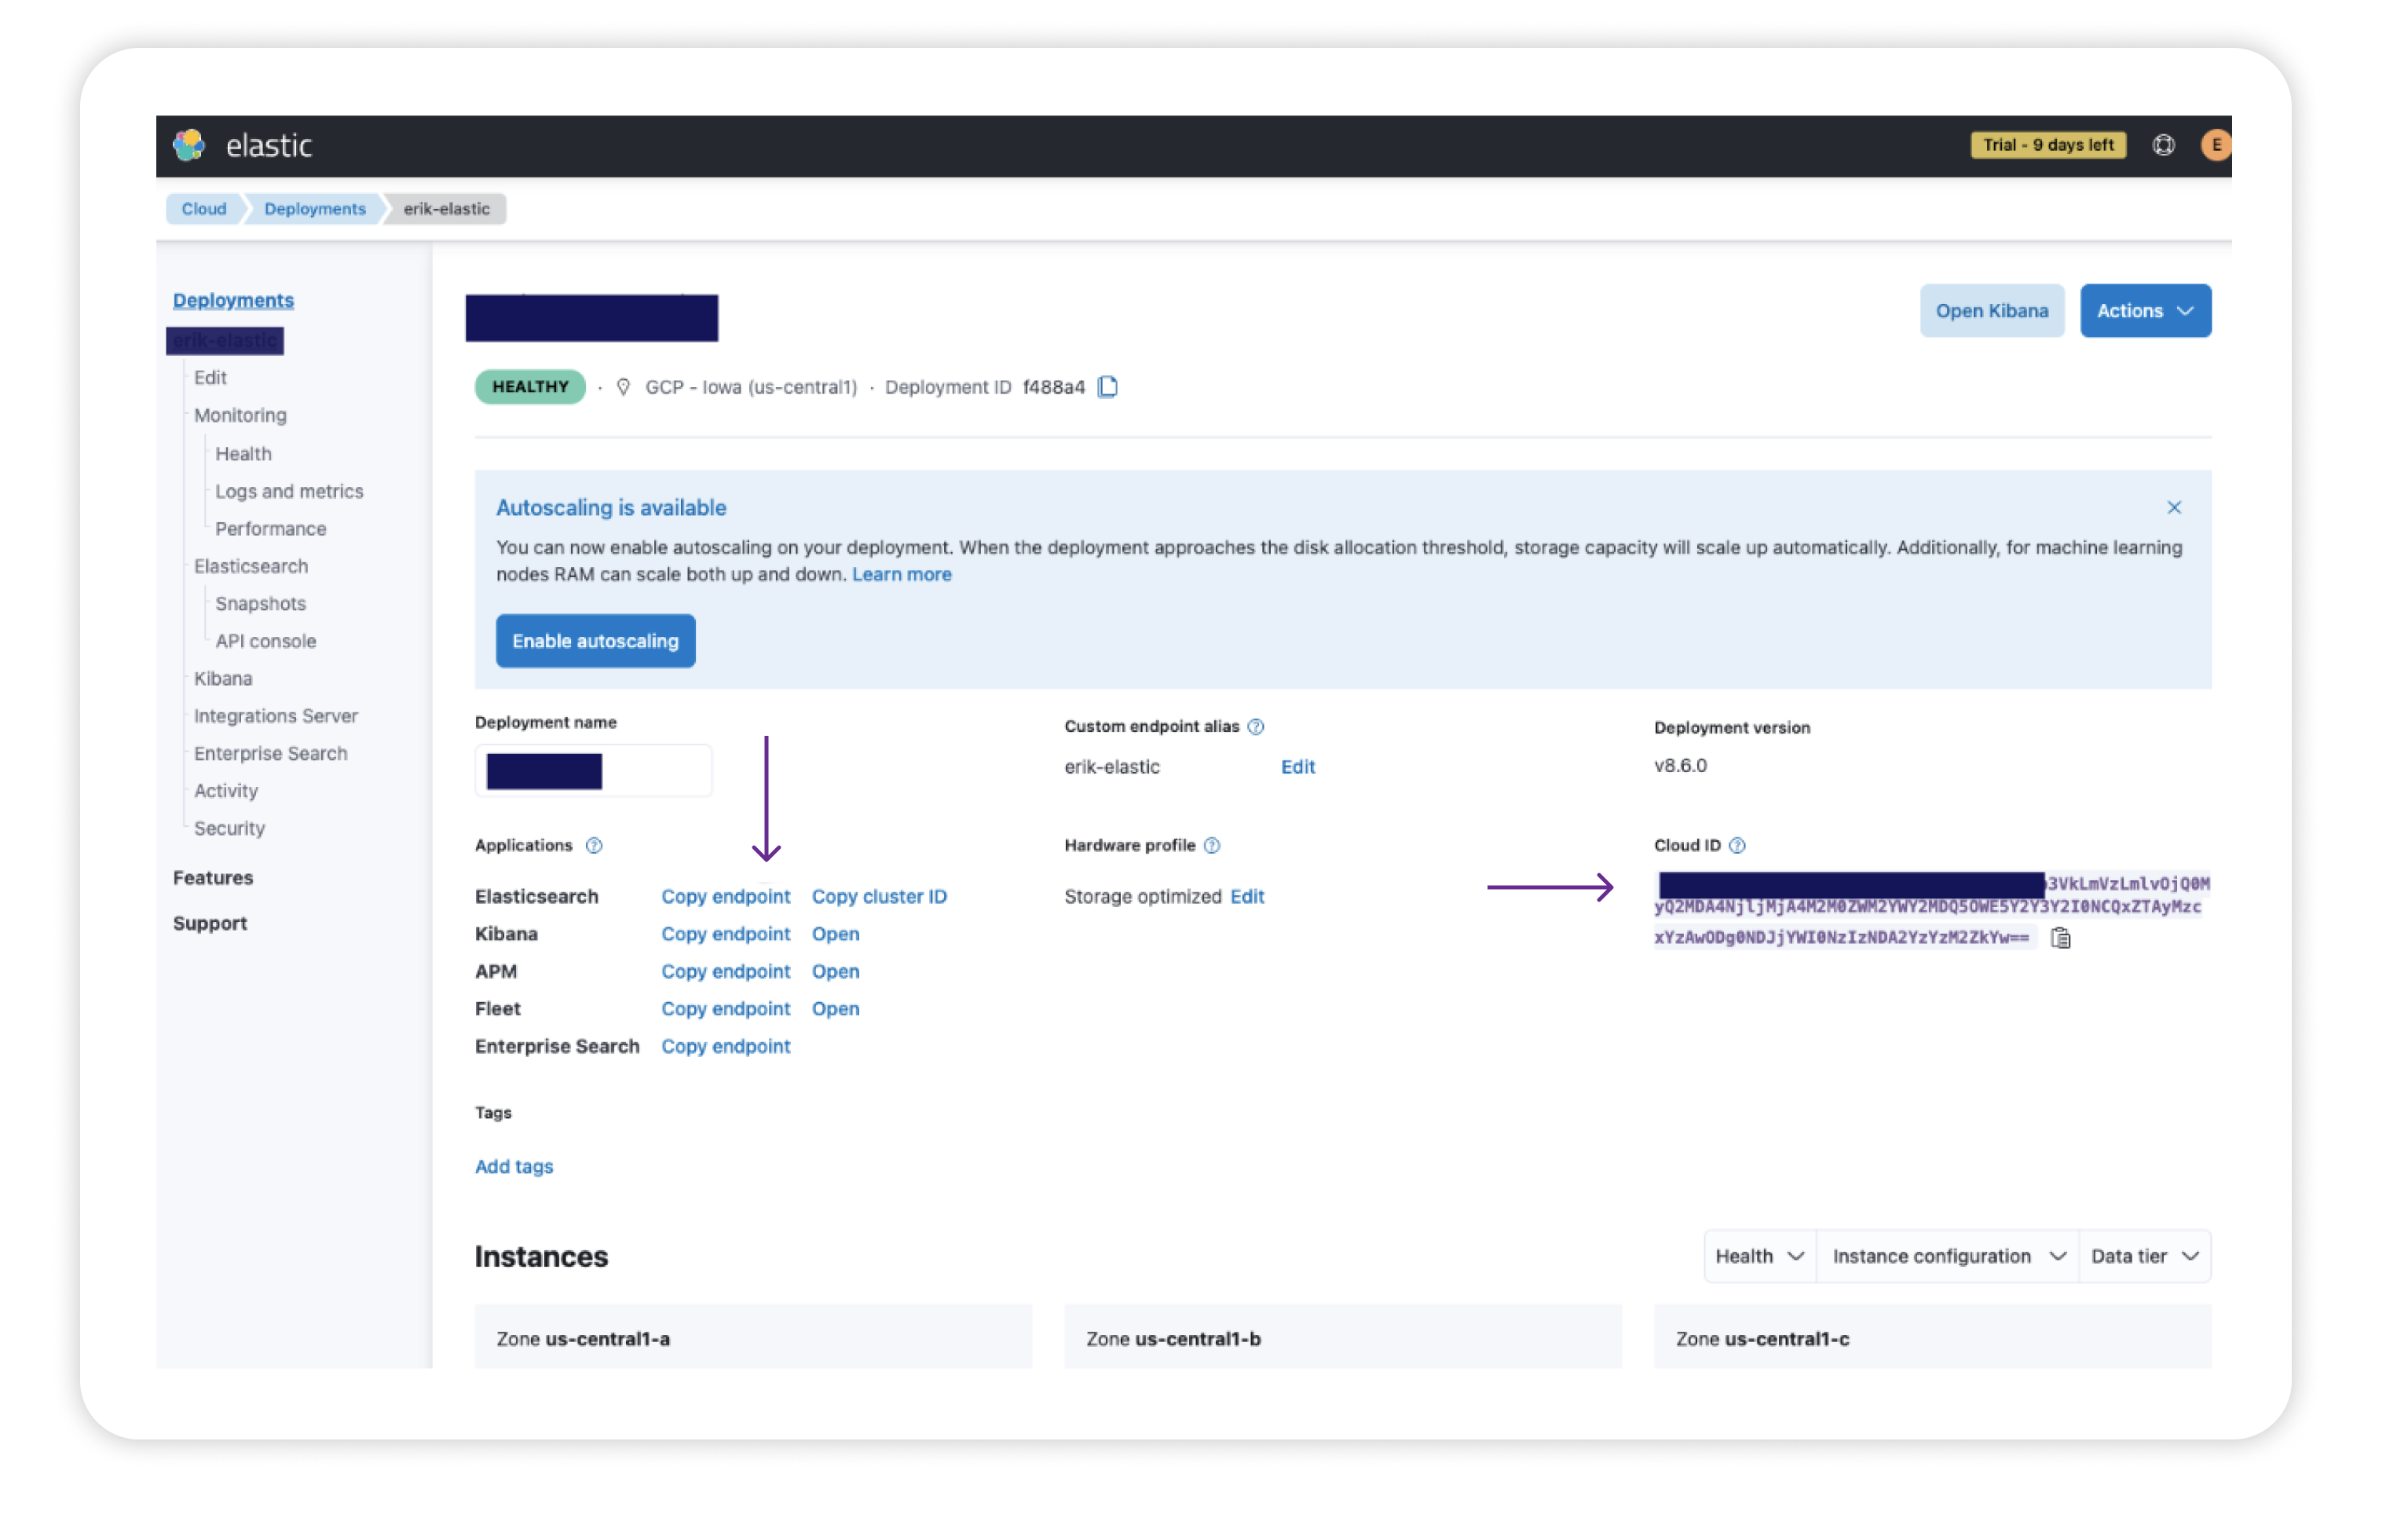 elastic
Trial - 9 days left
E
Cloud
Deployments
erik-elastic
Deployments
erik-elastic
Edit
Monitoring
Health
Logs and metrics
Performance
Elasticsearch
Snapshots
API console
Kibana
Integrations Server
Enterprise Search
Activity
Security
Features
Support
Open Kibana
Actions
HEALTHY · GCP - Iowa (us-central1) · Deployment ID f488a4
Autoscaling is available
You can now enable autoscaling on your deployment. When the deployment approaches the disk allocation threshold, storage capacity will scale up automatically. Additionally, for machine learning
nodes RAM can scale both up and down. Learn more
Enable autoscaling
Deployment name
Custom endpoint alias
erik-elastic Edit
Deployment version
v8.6.0
Applications
Elasticsearch Copy endpoint Copy cluster ID
Kibana Copy endpoint Open
APM Copy endpoint Open
Fleet Copy endpoint Open
Enterprise Search Copy endpoint
Hardware profile
Storage optimized Edit
Cloud ID
3VkLmVzLmlvOjQ0M
yQ2MDA4NjljMjA4M2M0ZWM2YWY2MDQ5OWE5Y2Y3Y2I0NCQxZTAyMzc
xYzAwODg0NDJjYWI0NzIzNDA2YzYzM2ZkYw==
Tags
Add tags
Instances
Health
Instance configuration
Data tier
Zone us-central1-a
Zone us-central1-b
Zone us-central1-c